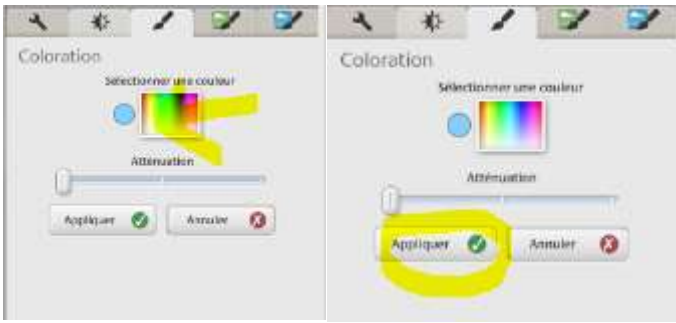 Coloration
Sélectionner une couleur
Atténuation
Appliquer
Annuler
Coloration
Sélectionner une couleur
Atténuation
Appliquer
Annuler